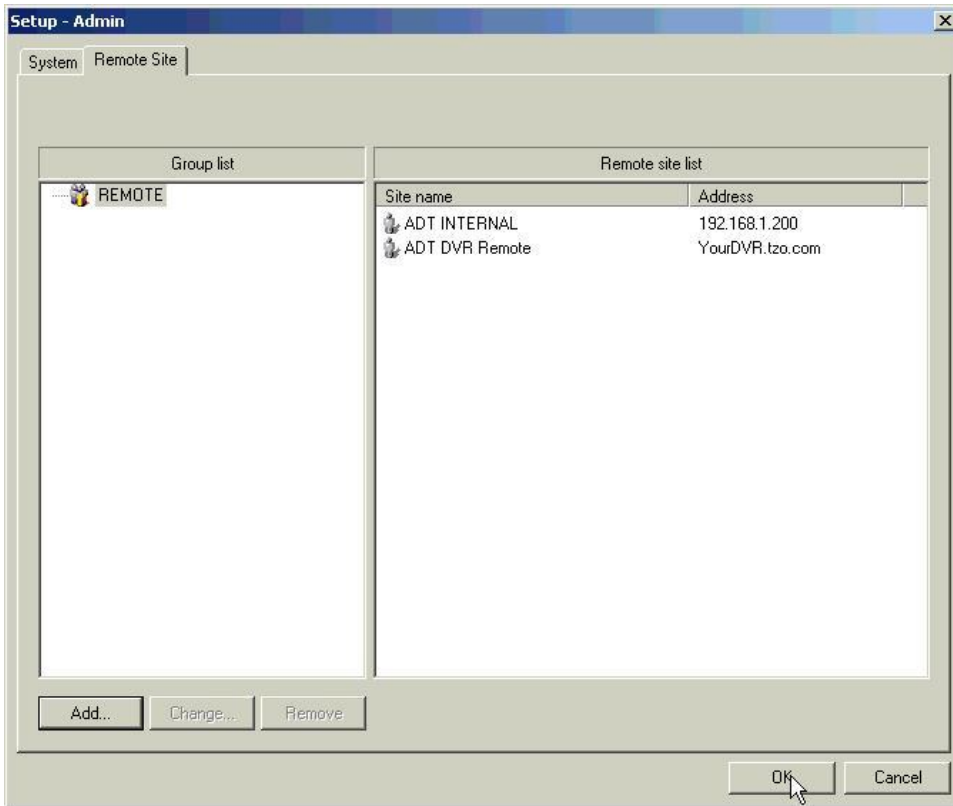 Setup - Admin
System Remote Site
Group list Remote site list
REMOTE Site name Address
ADT INTERNAL 192.168.1.200
ADT DVR Remote YourDVR.tzo.com
Add... Change... Remove
OK Cancel